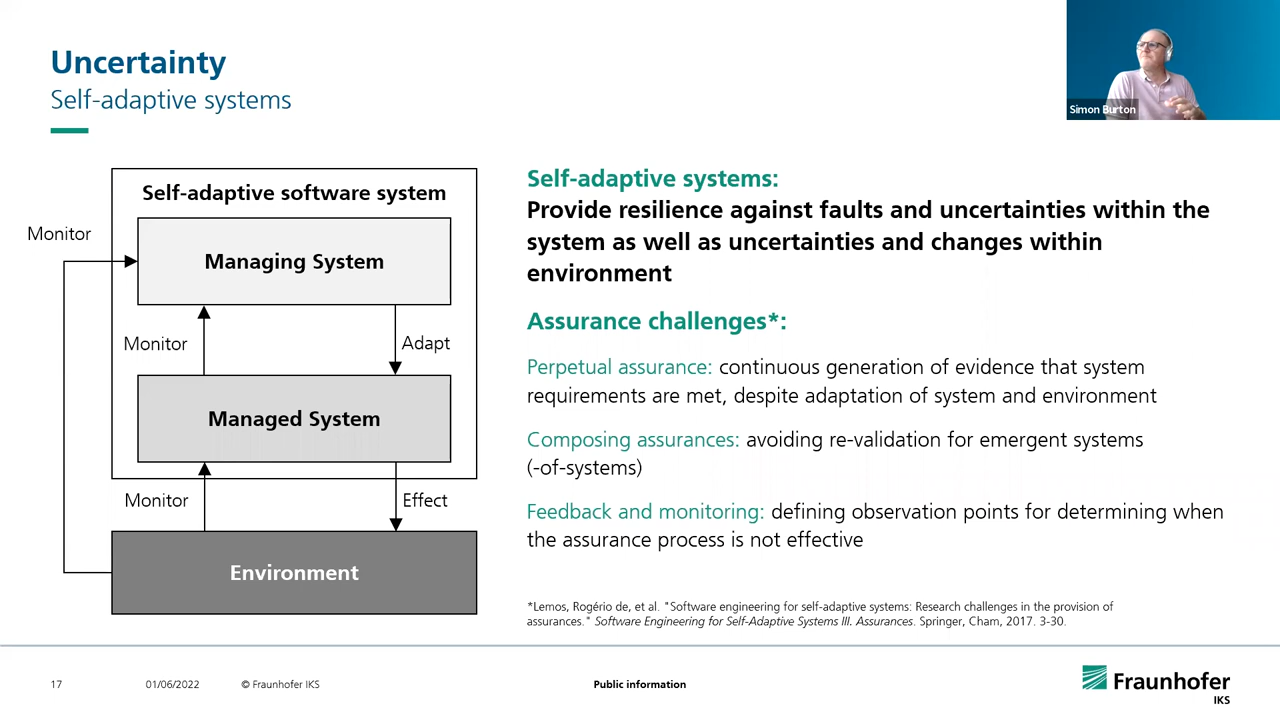 Uncertainty
Self-adaptive systems
Simon Burton
Self-adaptive software system
Monitor
Managing System
Monitor
Adapt
Managed System
Monitor
Effect
Environment
Self-adaptive systems:
Provide resilience against faults and uncertainties within the
system as well as uncertainties and changes within
environment
Assurance challenges*:
Perpetual assurance: continuous generation of evidence that system
requirements are met, despite adaptation of system and environment
Composing assurances: avoiding re-validation for emergent systems
(-of-systems)
Feedback and monitoring: defining observation points for determining when
the assurance process is not effective
*Lemos, Rogério de, et al. "Software engineering for self-adaptive systems: Research challenges in the provision of
assurances." Software Engineering for Self-Adaptive Systems III. Assurances. Springer, Cham, 2017. 3-30.
17
01/06/2022
© Fraunhofer IKS
Public information
Fraunhofer
IKS